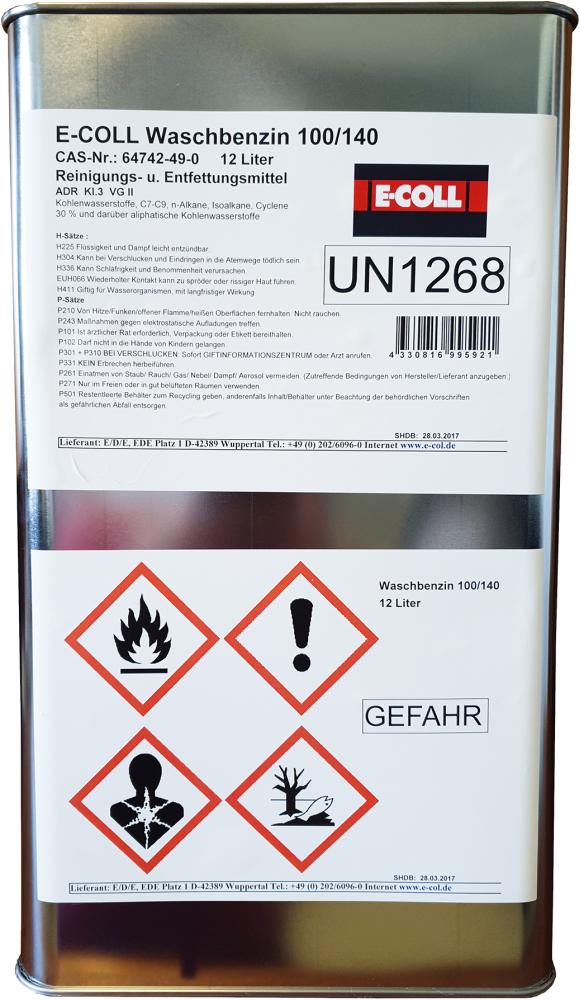 E-COLL Waschbenzin 100/140
CAS-Nr.: 64742-49-0 12 Liter
Reinigungs- u. Entfettungsmittel
ADR Kl.3 VG II
Kohlenwasserstoffe, C7-C9, n-Alkane, Isoalkane, Cyclene
30 % und darüber aliphatische Kohlenwasserstoffe
E-COLL
UN1268
H-Sätze :
H225 Flüssigkeit und Dampf leicht entzündbar.
H304 Kann bei Verschlucken und Eindringen in die Atemwege tödlich sein.
H336 Kann Schläfrigkeit und Benommenheit verursachen.
EUH066 Wiederholter Kontakt kann zu spröder oder rissiger Haut führen.
H411 Giftig für Wasserorganismen, mit langfristiger Wirkung
P-Sätze
P210 Von Hitze/Funken/offener Flamme/heißen Oberflächen fernhalten. Nicht rauchen.
P243 Maßnahmen gegen elektrostatische Aufladungen treffen.
P101 Ist ärztlicher Rat erforderlich, Verpackung oder Etikett bereithalten.
P102 Darf nicht in die Hände von Kindern gelangen.
P301 + P310 BEI VERSCHLUCKEN: Sofort GIFTINFORMATIONSZENTRUM oder Arzt anrufen.
P331 KEIN Erbrechen herbeiführen.
P261 Einatmen von Staub/ Rauch/ Gas/ Nebel/ Dampf/ Aerosol vermeiden. (Zutreffende Bedingungen von Hersteller/Lieferant anzugeben.)
P271 Nur im Freien oder in gut belüfteten Räumen verwenden.
P501 Restentleerte Behälter zum Recycling geben, anderenfalls Inhalt/Behälter unter Beachtung der behördlichen Vorschriften
als gefährlichen Abfall entsorgen.
4 330816 995921
SHDB: 28.03.2017
Lieferant: E/D/E, EDE Platz 1 D-42389 Wuppertal Tel.: +49 (0) 202/6096-0 Internet www.e-col.de
Waschbenzin 100/140
12 Liter
GEFAHR
SHDB: 28.03.2017
Lieferant: E/D/E, EDE Platz 1 D-42389 Wuppertal Tel.: +49 (0) 202/6096-0 Internet www.e-col.de